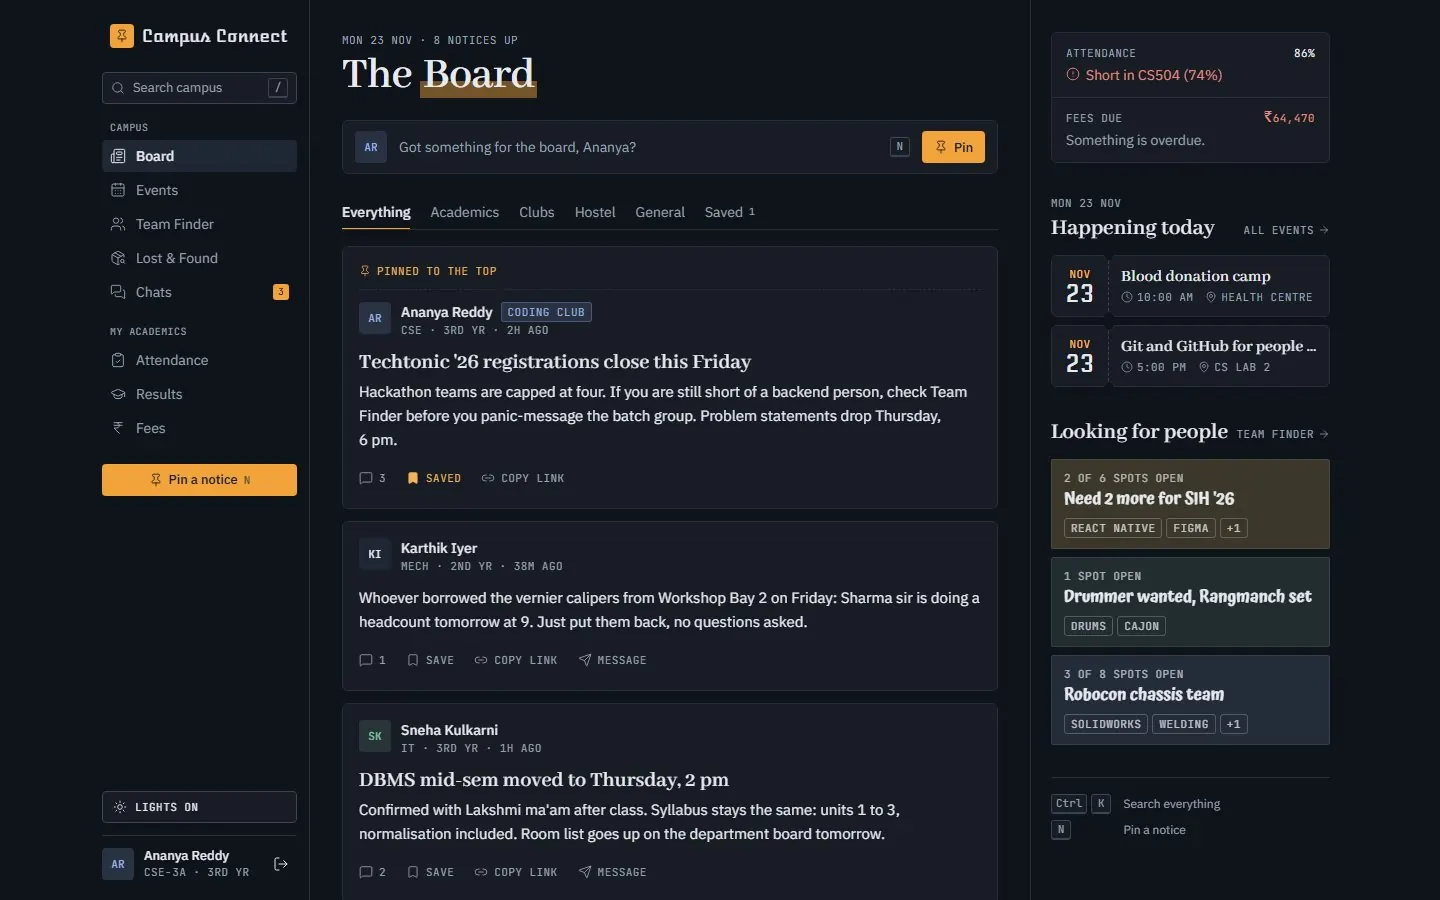 Campus Connect
Search campus /
CAMPUS
Board
Events
Team Finder
Lost & Found
Chats 3
MY ACADEMICS
Attendance
Results
₹ Fees
Pin a notice N
LIGHTS ON
AR Ananya Reddy
CSE-3A · 3RD YR
MON 23 NOV · 8 NOTICES UP
The Board
AR Got something for the board, Ananya? N Pin
Everything Academics Clubs Hostel General Saved 1
PINNED TO THE TOP
AR Ananya Reddy CODING CLUB
CSE · 3RD YR · 2H AGO
Techtonic '26 registrations close this Friday
Hackathon teams are capped at four. If you are still short of a backend person, check Team
Finder before you panic-message the batch group. Problem statements drop Thursday,
6 pm.
3 SAVED COPY LINK
KI Karthik Iyer
MECH · 2ND YR · 38M AGO
Whoever borrowed the vernier calipers from Workshop Bay 2 on Friday: Sharma sir is doing a
headcount tomorrow at 9. Just put them back, no questions asked.
1 SAVE COPY LINK MESSAGE
SK Sneha Kulkarni
IT · 3RD YR · 1H AGO
DBMS mid-sem moved to Thursday, 2 pm
Confirmed with Lakshmi ma'am after class. Syllabus stays the same: units 1 to 3,
normalisation included. Room list goes up on the department board tomorrow.
2 SAVE COPY LINK MESSAGE
ATTENDANCE 86%
Short in CS504 (74%)
FEES DUE ₹64,470
Something is overdue.
MON 23 NOV
Happening today ALL EVENTS →
NOV 23 Blood donation camp
10:00 AM HEALTH CENTRE
NOV 23 Git and GitHub for people ...
5:00 PM CS LAB 2
Looking for people TEAM FINDER →
2 OF 6 SPOTS OPEN
Need 2 more for SIH '26
REACT NATIVE FIGMA +1
1 SPOT OPEN
Drummer wanted, Rangmanch set
DRUMS CAJON
3 OF 8 SPOTS OPEN
Robocon chassis team
SOLIDWORKS WELDING +1
Ctrl K Search everything
N Pin a notice